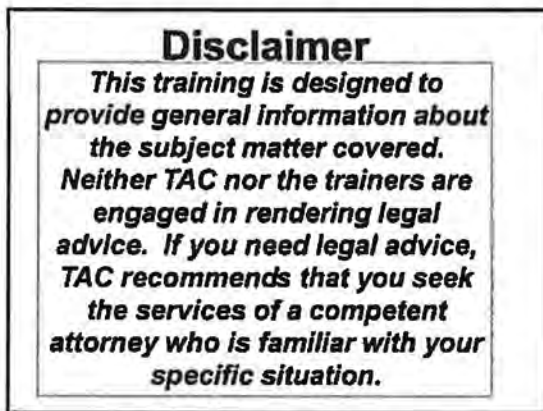 Disclaimer
This training is designed to
provide general information about
the subject matter covered.
Neither TAC nor the trainers are
engaged in rendering legal
advice.  If you need legal advice,
TAC recommends that you seek
the services of a competent
attorney who is familiar with your
specific situation.